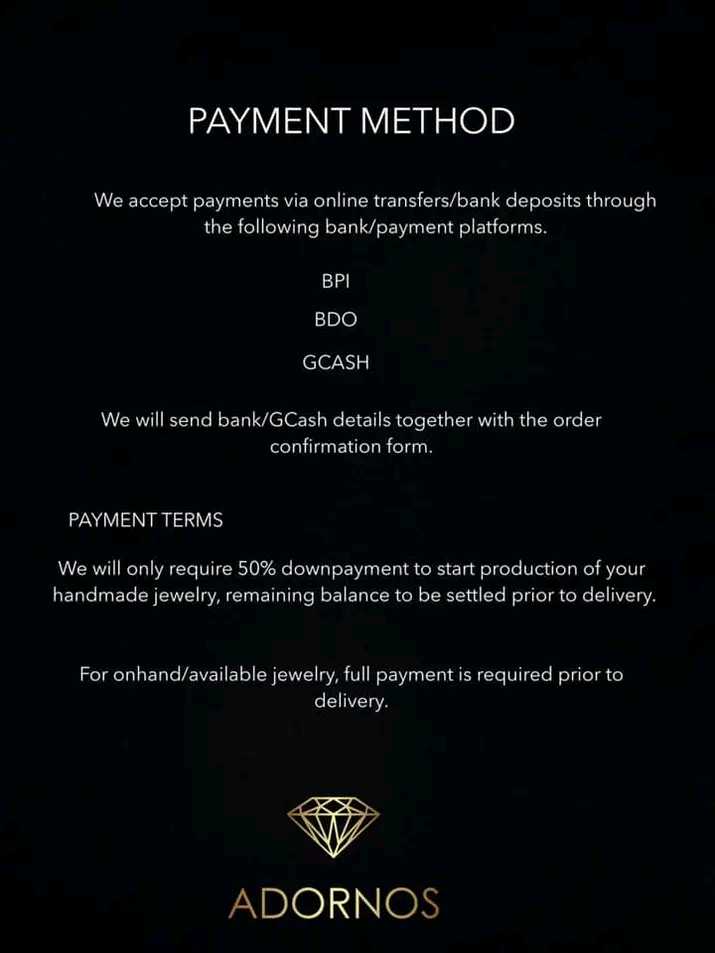 PAYMENT METHOD
We accept payments via online transfers/bank deposits through
the following bank/payment platforms.
BPI
BDO
GCASH
We will send bank/GCash details together with the order
confirmation form.
PAYMENT TERMS
We will only require 50% downpayment to start production of your
handmade jewelry, remaining balance to be settled prior to delivery.
For onhand/available jewelry, full payment is required prior to
delivery.
ADORNOS